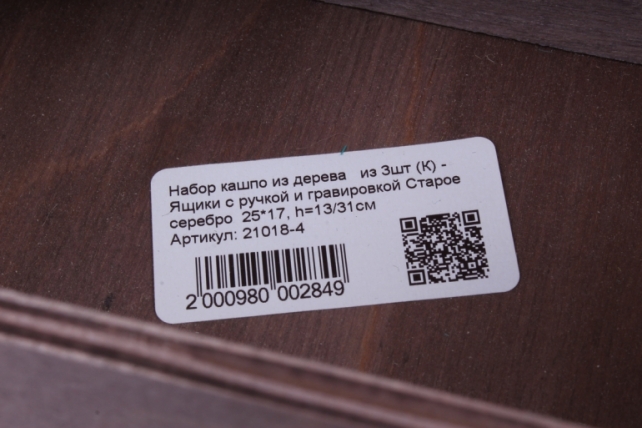 Набор кашпо из дерева из 3шт (К) -
Ящики с ручкой и гравировкой Старое
серебро 25*17, h=13/31см
Артикул: 21018-4
2 000980 002849